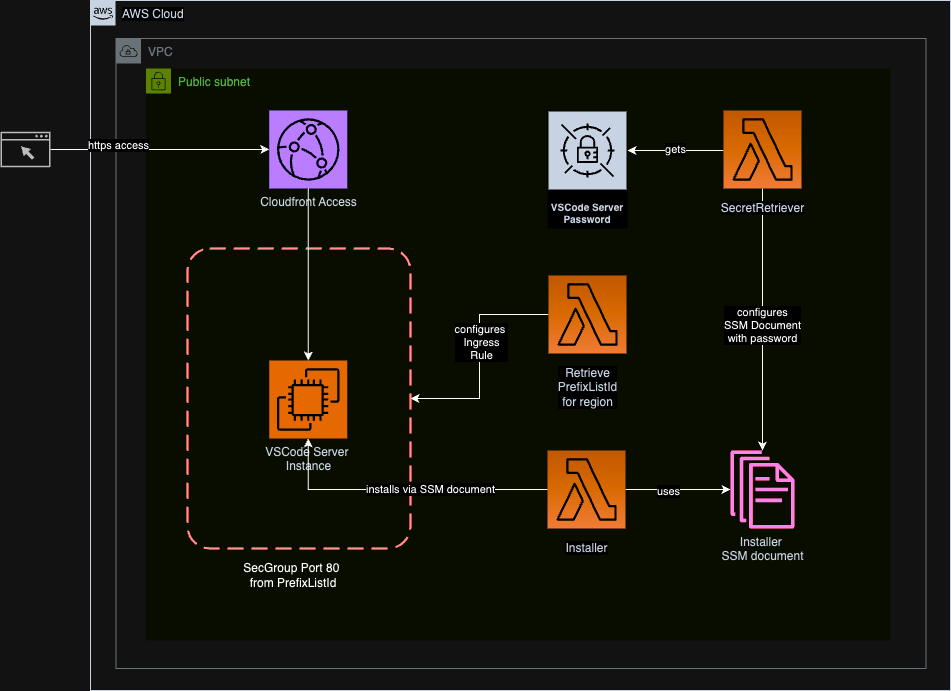 aws
AWS Cloud
VPC
Public subnet
https access
Cloudfront Access
VSCode Server
Password
gets
SecretRetriever
configures
Ingress
Rule
Retrieve
PrefixListId
for region
configures
SSM Document
with password
VSCode Server
Instance
installs via SSM document
Installer
uses
Installer
SSM document
SecGroup Port 80
from PrefixListId